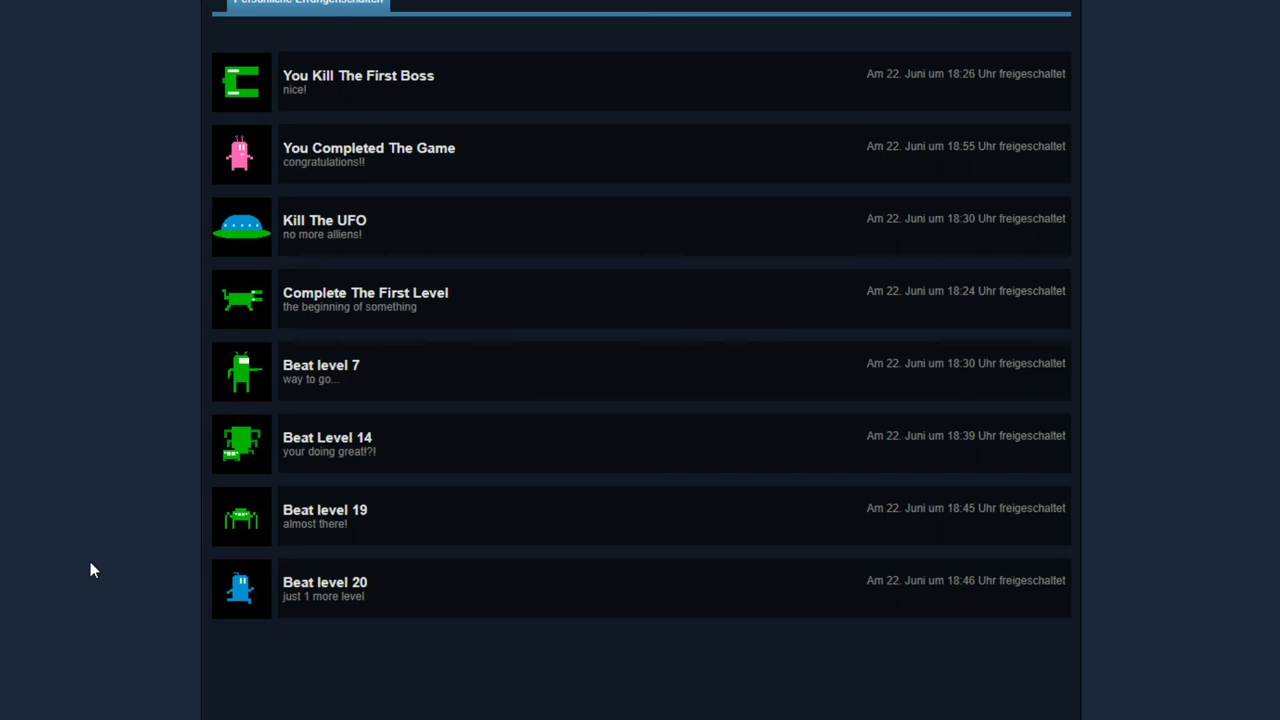 Persönliche Errungenschaften
You Kill The First Boss
nice!
Am 22. Juni um 18:26 Uhr freigeschaltet
You Completed The Game
congratulations!!
Am 22. Juni um 18:55 Uhr freigeschaltet
Kill The UFO
no more alliens!
Am 22. Juni um 18:30 Uhr freigeschaltet
Complete The First Level
the beginning of something
Am 22. Juni um 18:24 Uhr freigeschaltet
Beat level 7
way to go...
Am 22. Juni um 18:30 Uhr freigeschaltet
Beat Level 14
your doing great!?!
Am 22. Juni um 18:39 Uhr freigeschaltet
Beat level 19
almost there!
Am 22. Juni um 18:45 Uhr freigeschaltet
Beat level 20
just 1 more level
Am 22. Juni um 18:46 Uhr freigeschaltet